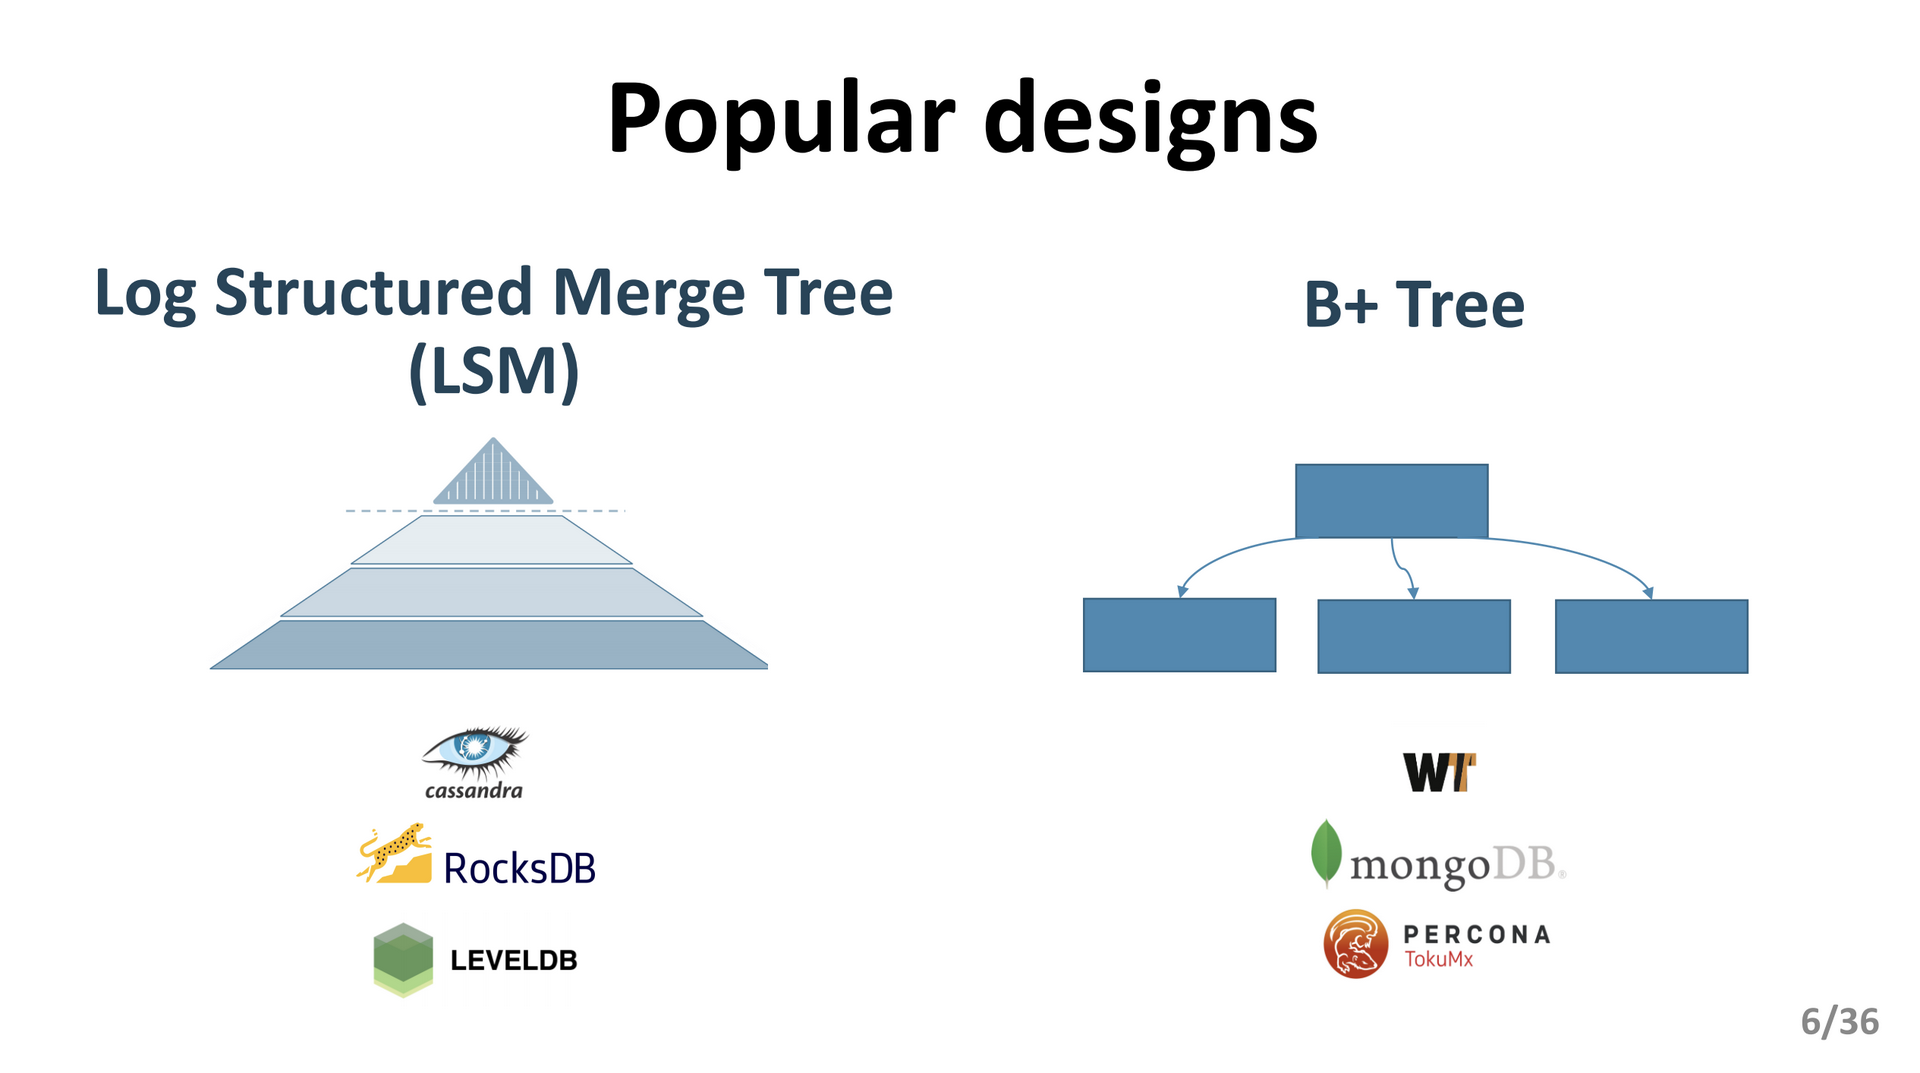 Popular designs
Log Structured Merge Tree
(LSM)
B+ Tree
cassandra
RocksDB
LEVELDB
WT
mongoDB®
PERCONA
TokuMx
6/36